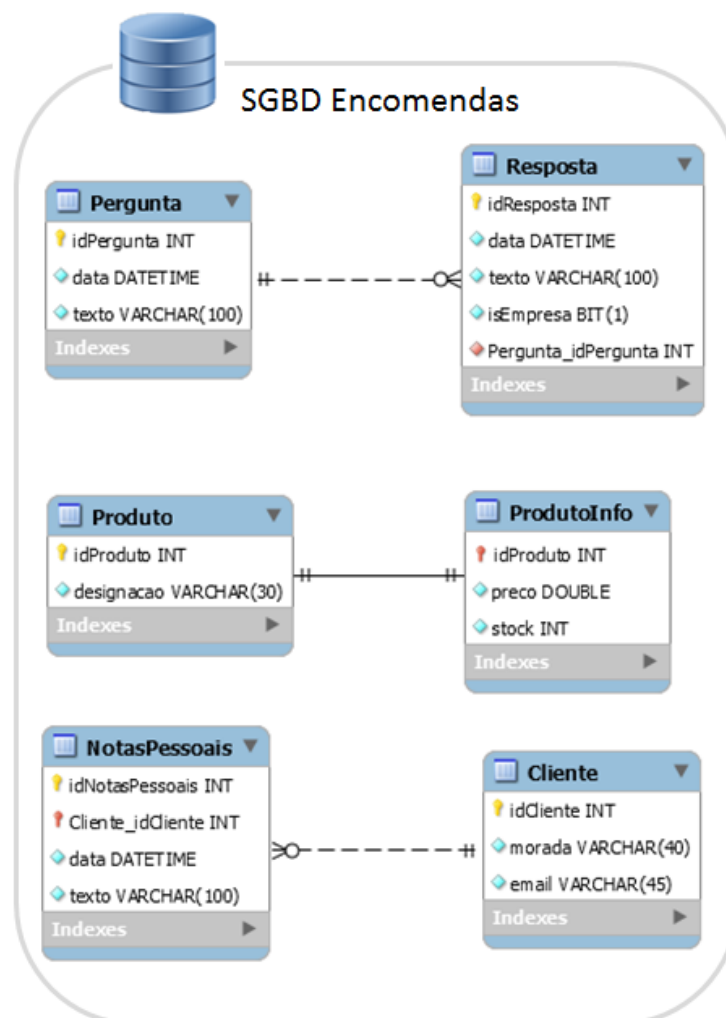 SGBD Encomendas
Pergunta
idPergunta INT
data DATETIME
texto VARCHAR(100)
Indexes
Resposta
idResposta INT
data DATETIME
texto VARCHAR(100)
isEmpresa BIT(1)
Pergunta_idPergunta INT
Indexes
Produto
idProduto INT
designacao VARCHAR(30)
Indexes
ProdutoInfo
idProduto INT
preco DOUBLE
stock INT
Indexes
NotasPessoais
idNotasPessoais INT
Cliente_idCliente INT
data DATETIME
texto VARCHAR(100)
Indexes
Cliente
idCliente INT
morada VARCHAR(40)
email VARCHAR(45)
Indexes